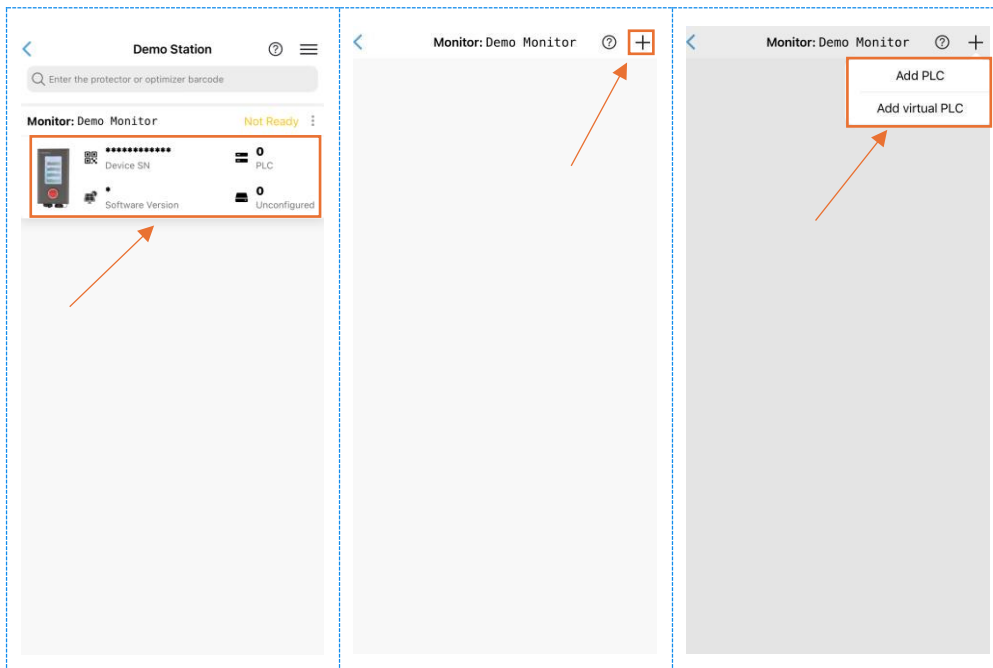 Demo Station
Enter the protector or optimizer barcode
Monitor: Demo Monitor Not Ready
************ 0
Device SN PLC
* 0
Software Version Unconfigured
Monitor: Demo Monitor
Monitor: Demo Monitor
Add PLC
Add virtual PLC